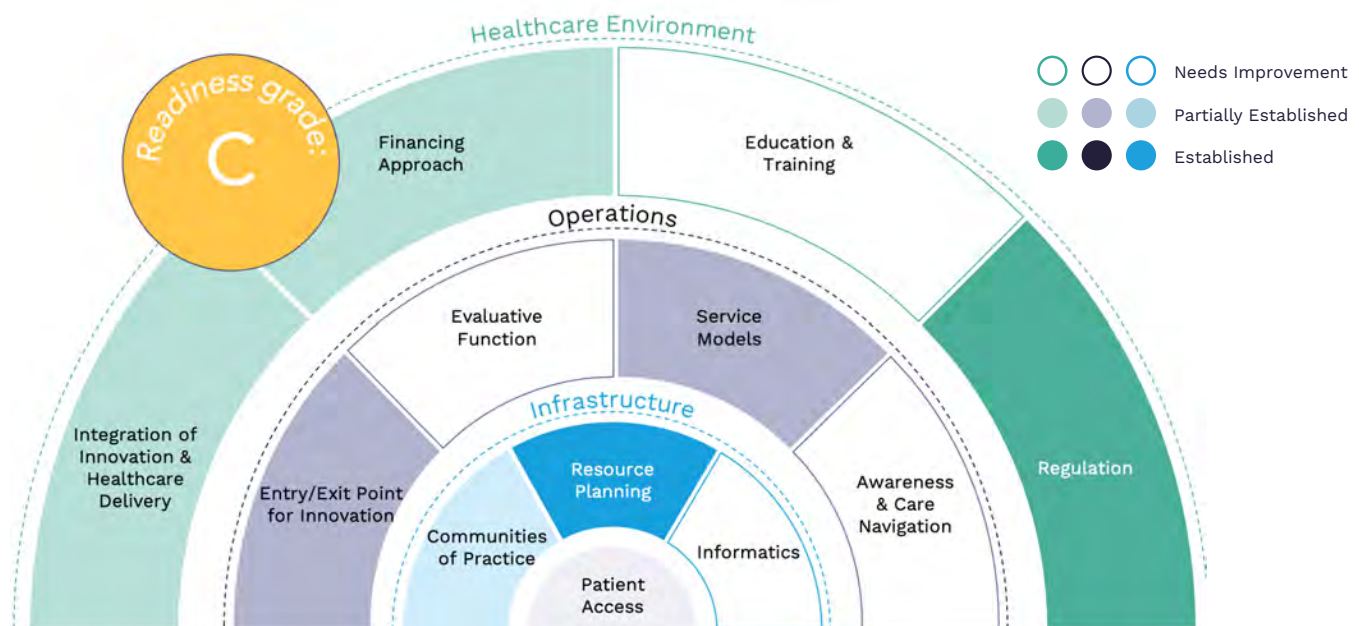 Healthcare Environment
Readiness grade:
C
Financing
Approach
Education &
Training
Needs Improvement
Partially Established
Established
Operations
Evaluative
Function
Service
Models
Infrastructure
Integration of
Innovation &
Healthcare
Delivery
Entry/Exit Point
for Innovation
Communities
of Practice
Resource
Planning
Informatics
Awareness
& Care
Navigation
Regulation
Patient
Access